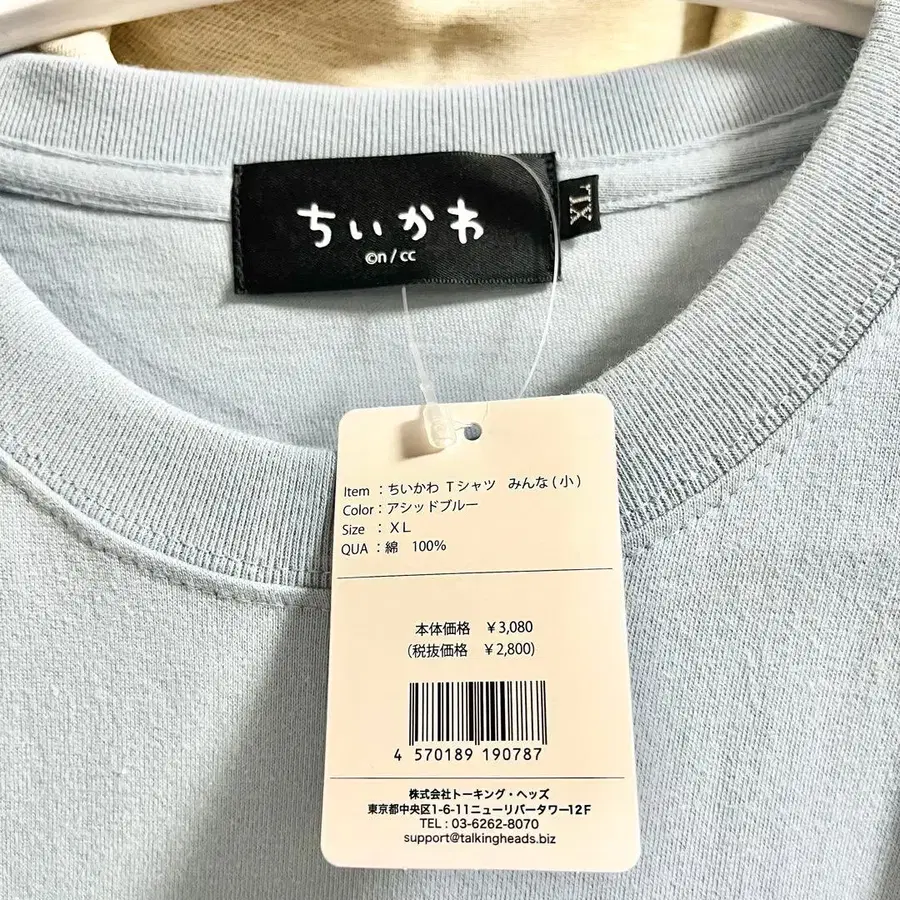 ちいかわ
©n/cc
XL
Item ：ちいかわ Tシャツ みんな(小)
Color：アシッドブルー
Size ：XL
QUA ：綿 100%
本体価格 ￥3,080
(税抜価格 ￥2,800)
4 570189 190787
株式会社トーキング・ヘッズ
東京都中央区1-6-11ニューリバータワー12F
TEL : 03-6262-8070
support@talkingheads.biz